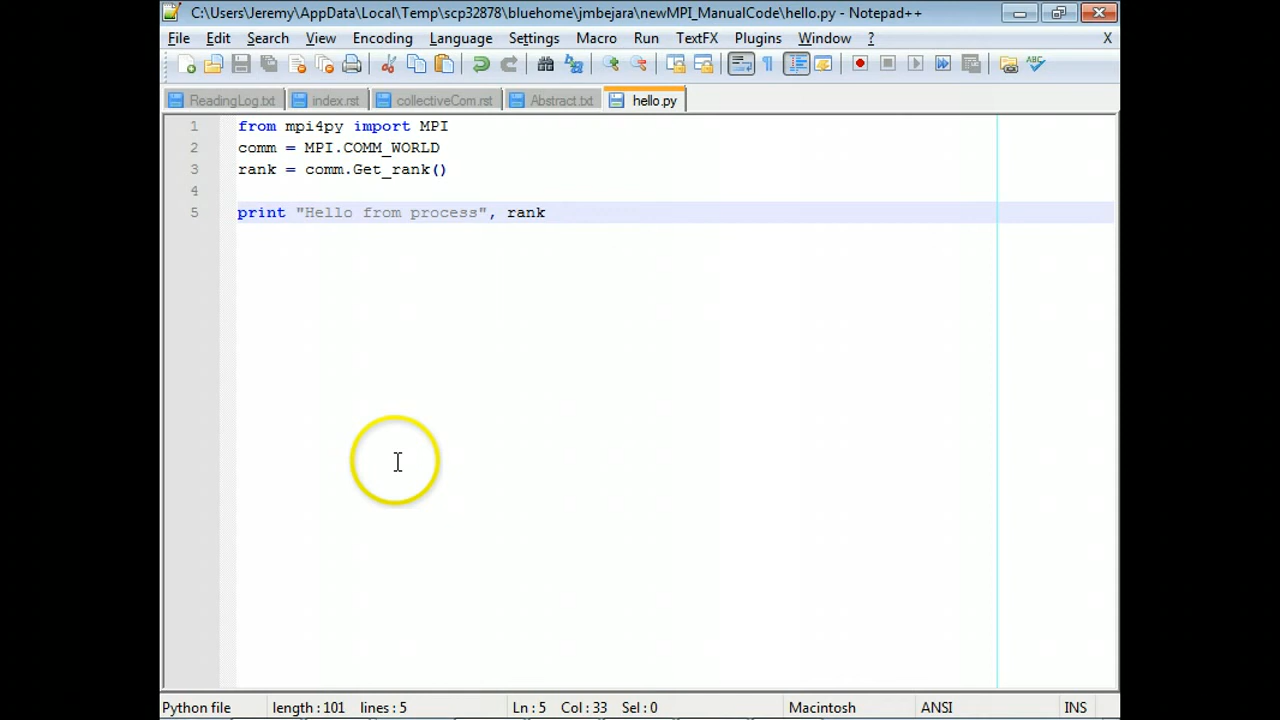 C:\Users\Jeremy\AppData\Local\Temp\scp32878\bluehome\jmbejara\newMPI_ManualCode\hello.py - Notepad++
File Edit Search View Encoding Language Settings Macro Run TextFX Plugins Window ? X
ReadingLog.txt index.rst collectiveCom.rst Abstract.txt hello.py
1 from mpi4py import MPI
2 comm = MPI.COMM_WORLD
3 rank = comm.Get_rank()
4
5 print "Hello from process", rank
Python file length : 101 lines : 5 Ln : 5 Col : 33 Sel : 0 Macintosh ANSI INS